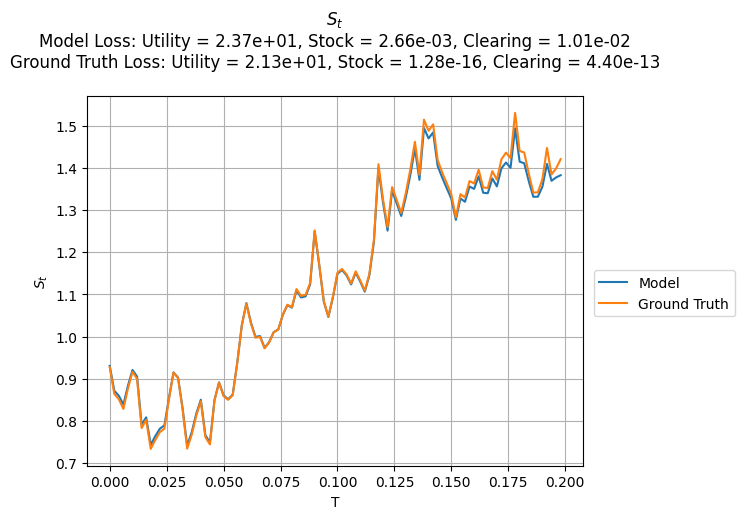 S_t
Model Loss: Utility = 2.37e+01, Stock = 2.66e-03, Clearing = 1.01e-02
Ground Truth Loss: Utility = 2.13e+01, Stock = 1.28e-16, Clearing = 4.40e-13
1.5
1.4
1.3
1.2
1.1
1.0
0.9
0.8
0.7
S_t
0.000 0.025 0.050 0.075 0.100 0.125 0.150 0.175 0.200
T
Model
Ground Truth